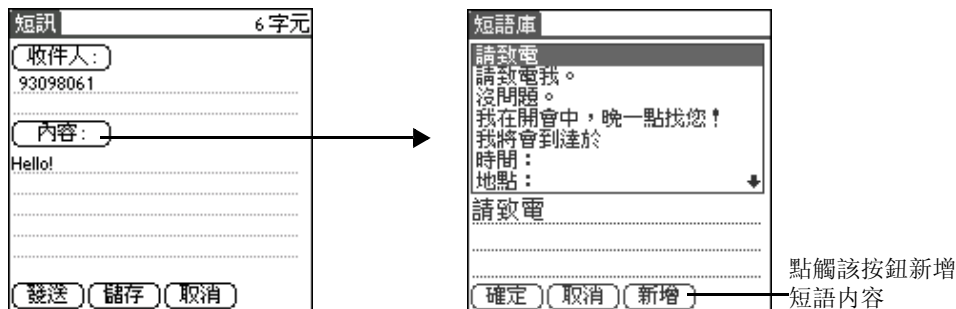 短訊 6字元
收件人:
93098061
內容:
Hello!
發送 儲存 取消
短語庫
請致電
請致電我。
沒問題。
我在開會中，晚一點找您！
我將會到達於
時間：
地點：
請致電
確定 取消 新增
點觸該按鈕新增
短語內容